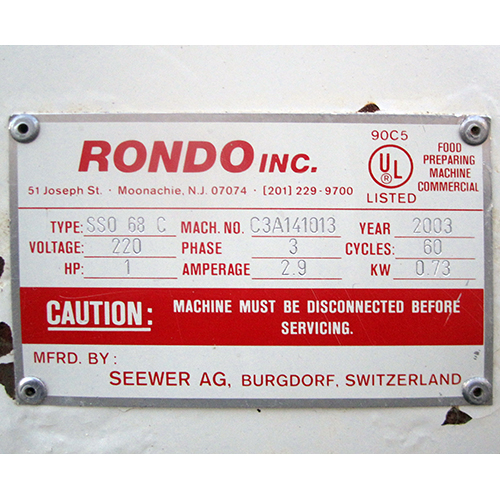 RONDO INC.
51 Joseph St. · Moonachie, N.J. 07074 · (201) 229-9700
90C5
UL
LISTED
FOOD
PREPARING
MACHINE
COMMERCIAL
TYPE: SSO 68 C MACH. NO. C3A141013 YEAR 2003
VOLTAGE: 220 PHASE 3 CYCLES: 60
HP: 1 AMPERAGE 2.9 KW 0.73
CAUTION: MACHINE MUST BE DISCONNECTED BEFORE
SERVICING.
MFRD. BY:
SEEWER AG, BURGDORF, SWITZERLAND